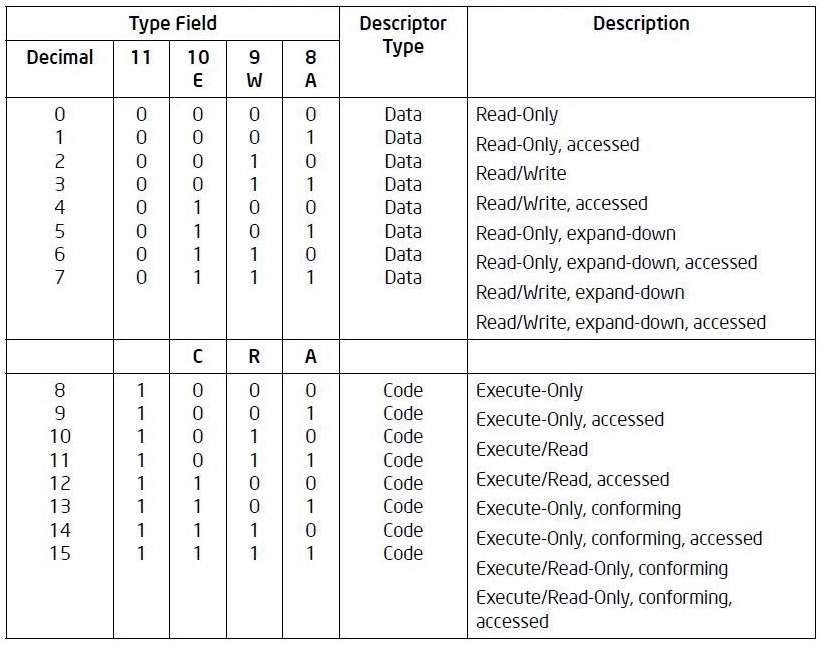 Type Field Descriptor Type Description
Decimal 11 10 E 9 W 8 A
0 0 0 0 0 Data Read-Only
1 0 0 0 1 Data Read-Only, accessed
2 0 0 1 0 Data Read/Write
3 0 0 1 1 Data Read/Write, accessed
4 0 1 0 0 Data Read-Only, expand-down
5 0 1 0 1 Data Read-Only, expand-down, accessed
6 0 1 1 0 Data Read/Write, expand-down
7 0 1 1 1 Data Read/Write, expand-down, accessed
C R A
8 1 0 0 0 Code Execute-Only
9 1 0 0 1 Code Execute-Only, accessed
10 1 0 1 0 Code Execute/Read
11 1 0 1 1 Code Execute/Read, accessed
12 1 1 0 0 Code Execute-Only, conforming
13 1 1 0 1 Code Execute-Only, conforming, accessed
14 1 1 1 0 Code Execute/Read-Only, conforming
15 1 1 1 1 Code Execute/Read-Only, conforming,
accessed